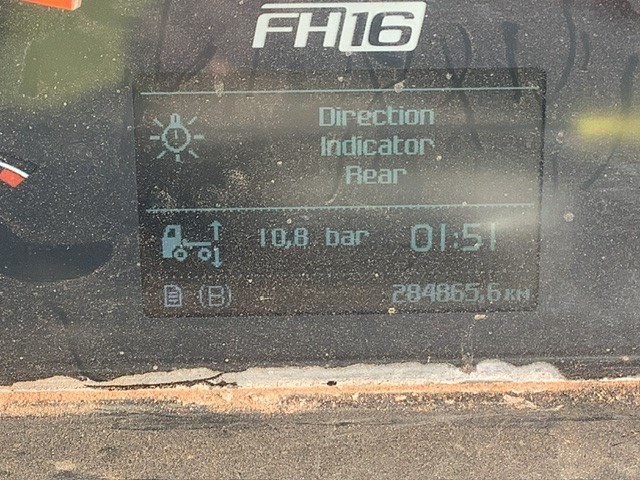 FH16
Direction
Indicator
Rear
10,8 bar 01:51
(B) 284865,6 KM